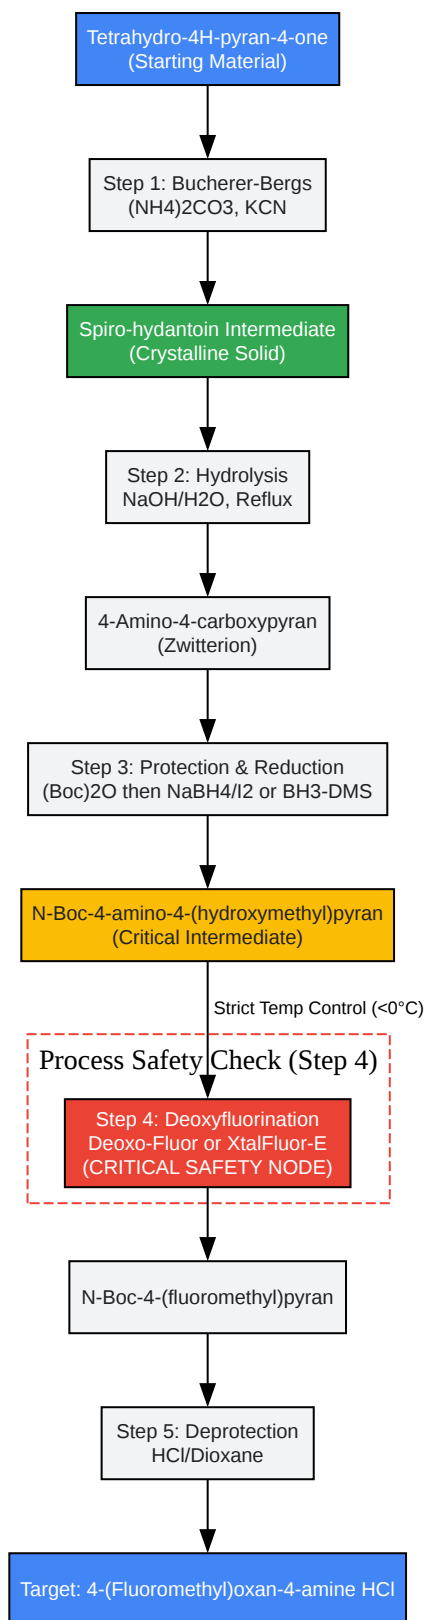 Tetrahydro-4H-pyran-4-one
(Starting Material)
Step 1: Bucherer-Bergs
(NH4)2CO3, KCN
Spiro-hydantoin Intermediate
(Crystalline Solid)
Step 2: Hydrolysis
NaOH/H2O, Reflux
4-Amino-4-carboxypyran
(Zwitterion)
Step 3: Protection & Reduction
(Boc)2O then NaBH4/I2 or BH3-DMS
N-Boc-4-amino-4-(hydroxymethyl)pyran
(Critical Intermediate)
Strict Temp Control (<0°C)
Process Safety Check (Step 4)
Step 4: Deoxyfluorination
Deoxo-Fluor or XtalFluor-E
(CRITICAL SAFETY NODE)
N-Boc-4-(fluoromethyl)pyran
Step 5: Deprotection
HCl/Dioxane
Target: 4-(Fluoromethyl)oxan-4-amine HCl